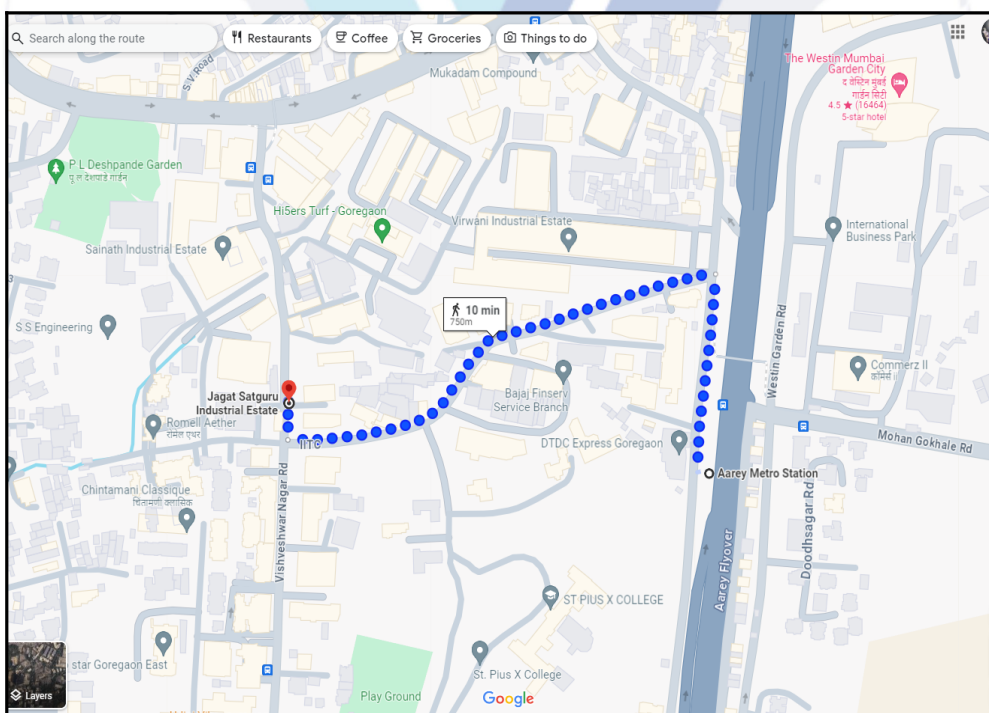 Search along the route
Restaurants
Coffee
Groceries
Things to do
Mukadam Compound
S.V Road
The Westin Mumbai
Garden City
द वेस्टिन मुंबई
गार्डन सिटी
4.5 ★ (16464)
5-star hotel
P.L Deshpande Garden
पु ल देशपांडे गार्डन
Hi5ers Turf - Goregaon
Virwani Industrial Estate
International
Business Park
Sainath Industrial Estate
10 min
750m
S S Engineering
Westin Garden Rd
Commerz II
Jagat Satguru
Industrial Estate
Bajaj Finserv
Service Branch
Romell Aether
रोमेल एथर
IITC
DTDC Express Goregaon
Mohan Gokhale Rd
Aarey Metro Station
Chintamani Classique
चिंतामणी क्लासिक
Vishveshwar Nagar Rd
Doodhsagar Rd
Aarey Flyover
ST PIUS X COLLEGE
star Goregaon East
St. Pius X College
Layers
Play Ground
Google